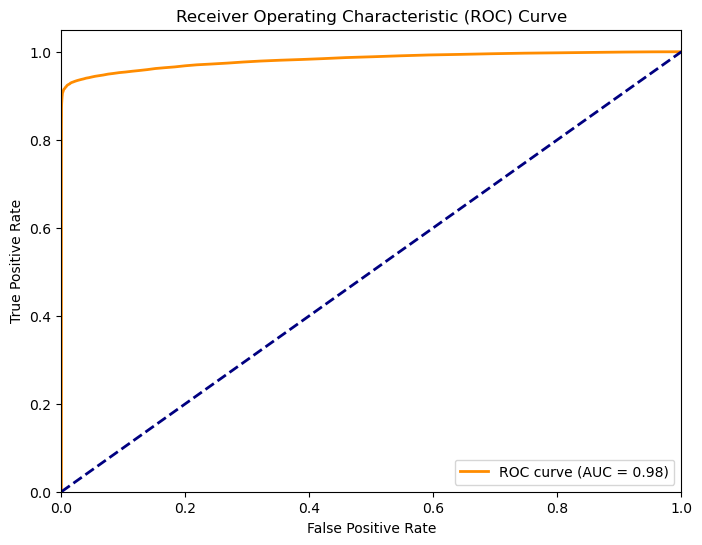 Receiver Operating Characteristic (ROC) Curve
1.0
0.8
0.6
0.4
0.2
0.0
True Positive Rate
ROC curve (AUC = 0.98)
0.0 0.2 0.4 0.6 0.8 1.0
False Positive Rate